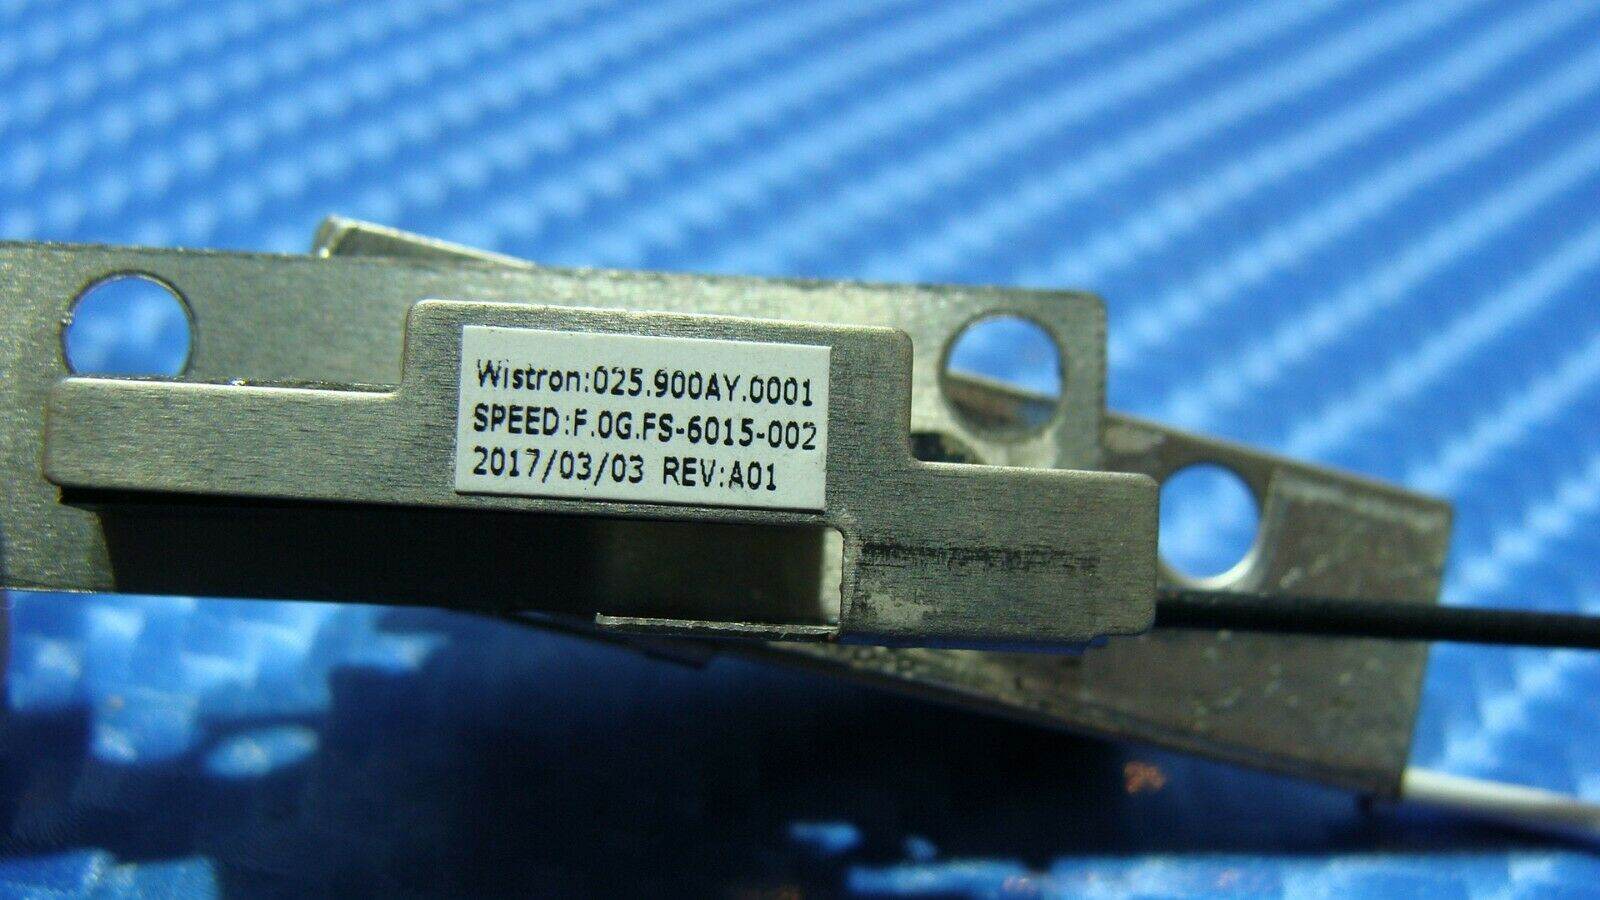 Wistron:025.900AY.0001
SPEED:F.0G.FS-6015-002
2017/03/03 REV:A01